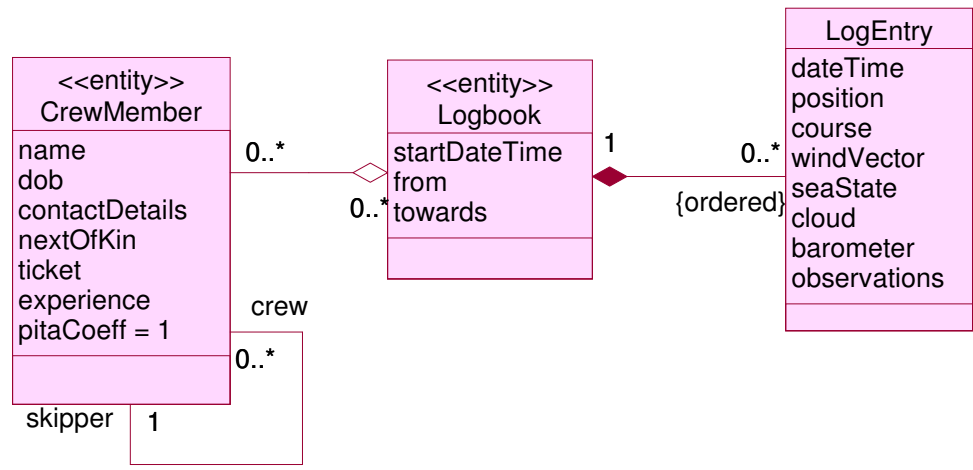 <<entity>>
CrewMember
name
dob
contactDetails
nextOfKin
ticket
experience
pitaCoeff = 1
0..*
0..*
crew
0..*
skipper
1
<<entity>>
Logbook
startDateTime
from
towards
1
0..*
{ordered}
LogEntry
dateTime
position
course
windVector
seaState
cloud
barometer
observations